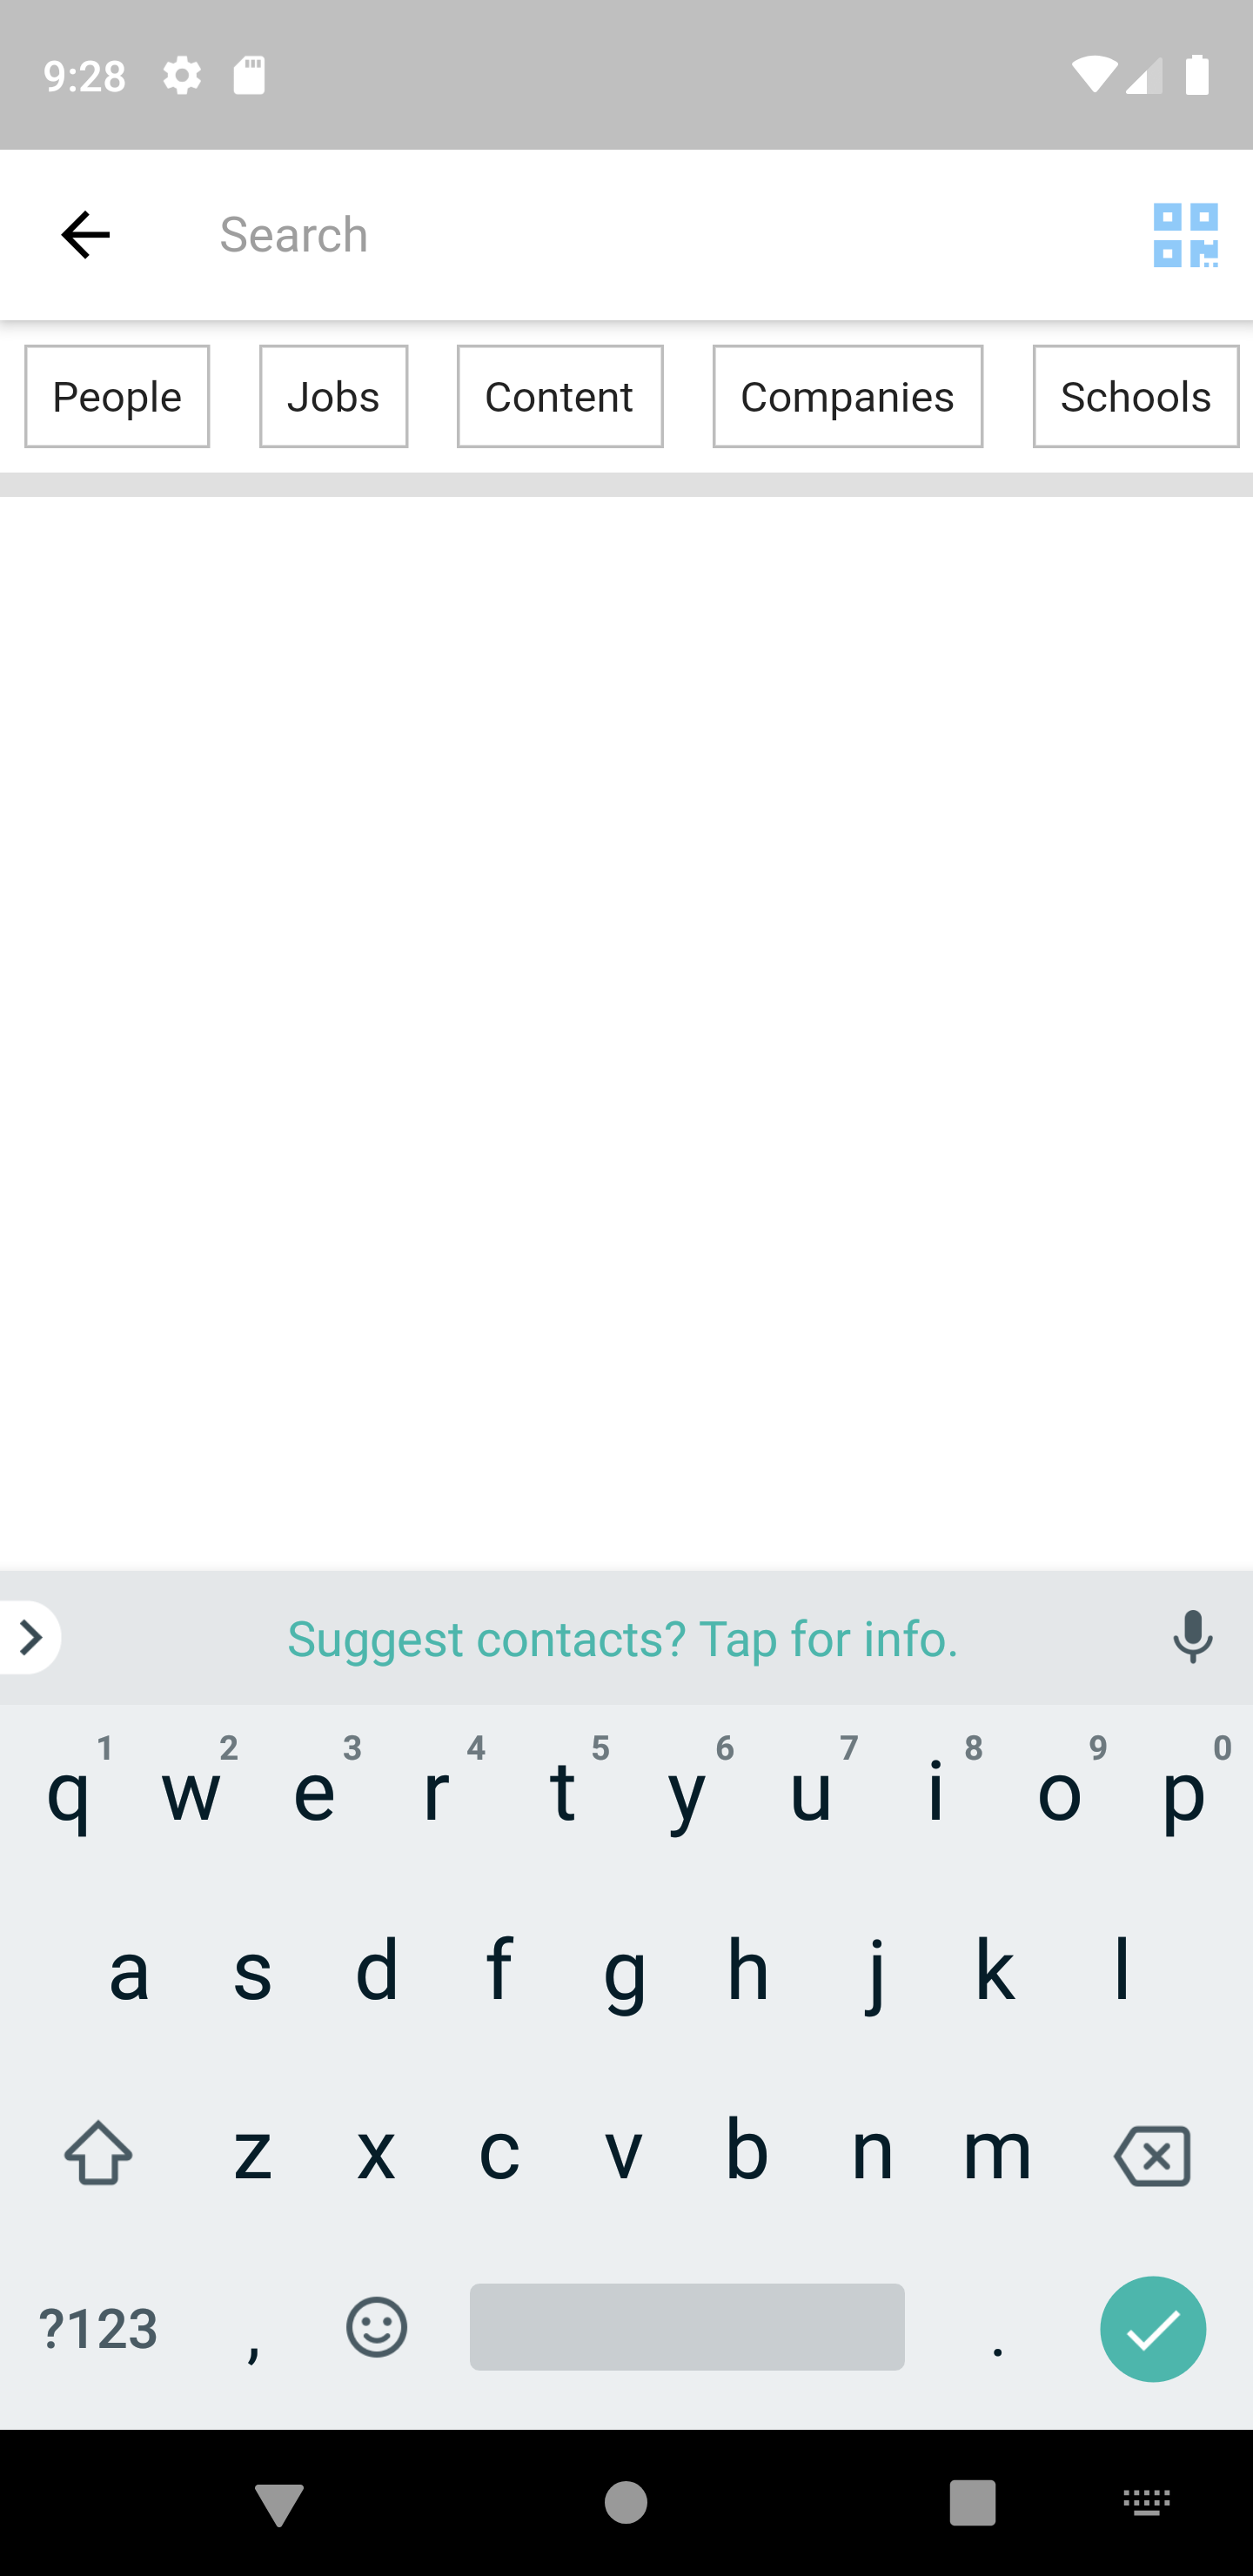 9:28
Search
People Jobs Content Companies Schools
Suggest contacts? Tap for info.
1 2 3 4 5 6 7 8 9 0
q w e r t y u i o p
a s d f g h j k l
z x c v b n m
?123 , .